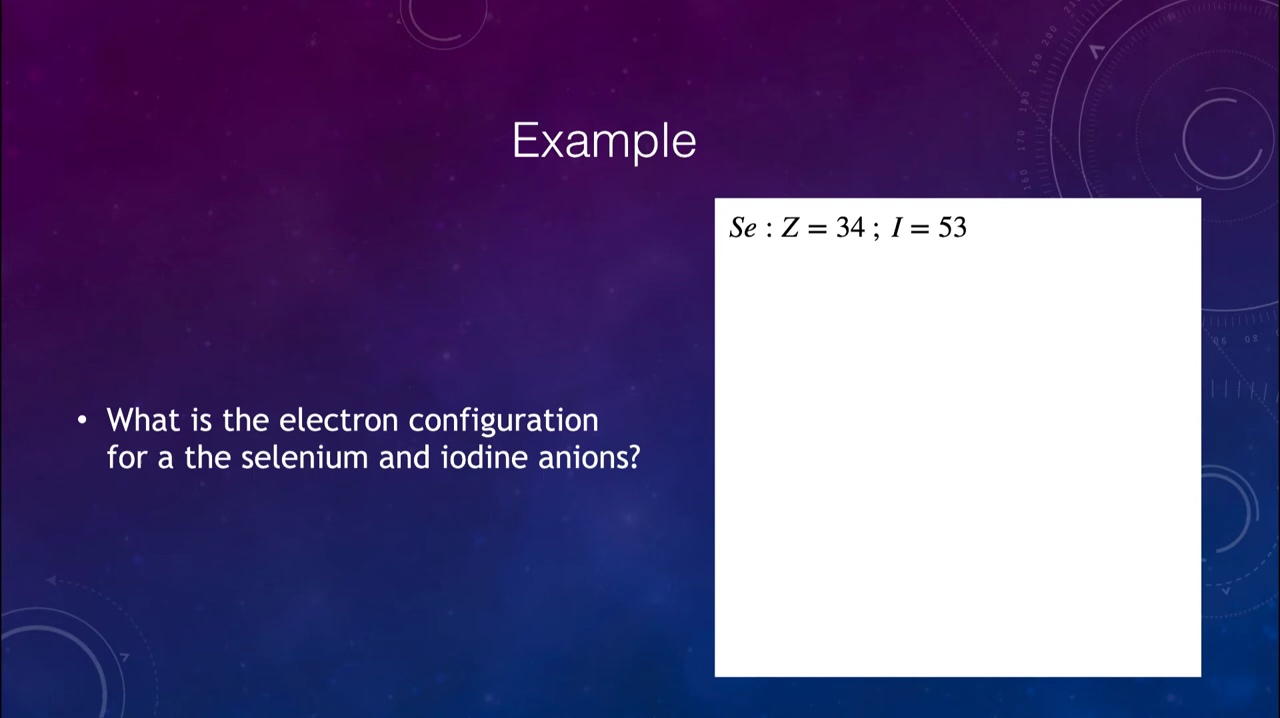 Example
Se : Z = 34 ; I = 53
• What is the electron configuration
for a the selenium and iodine anions?